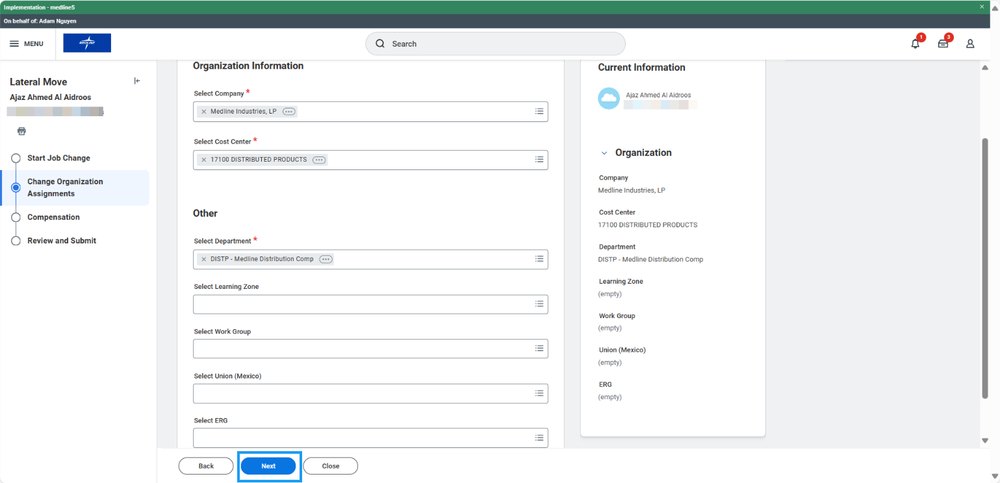 Implementation - medline5
On behalf of: Adam Nguyen
MENU
MEDLINE
Search
1
3
Lateral Move
Ajaz Ahmed Al Aidroos
Start Job Change
Change Organization
Assignments
Compensation
Review and Submit
Organization Information
Select Company *
Medline Industries, LP
Select Cost Center *
17100 DISTRIBUTED PRODUCTS
Other
Select Department *
DISTP - Medline Distribution Comp
Select Learning Zone
Select Work Group
Select Union (Mexico)
Select ERG
Back
Next
Close
Current Information
Ajaz Ahmed Al Aidroos
Organization
Company
Medline Industries, LP
Cost Center
17100 DISTRIBUTED PRODUCTS
Department
DISTP - Medline Distribution Comp
Learning Zone
(empty)
Work Group
(empty)
Union (Mexico)
(empty)
ERG
(empty)